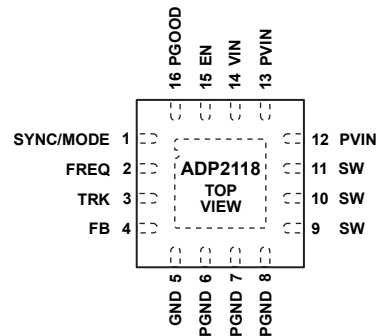 16 PGOOD
15 EN
14 VIN
13 PVIN
SYNC/MODE 1
FREQ 2
TRK 3
FB 4
ADP2118
TOP
VIEW
12 PVIN
11 SW
10 SW
9 SW
GND 5
PGND 6
PGND 7
PGND 8